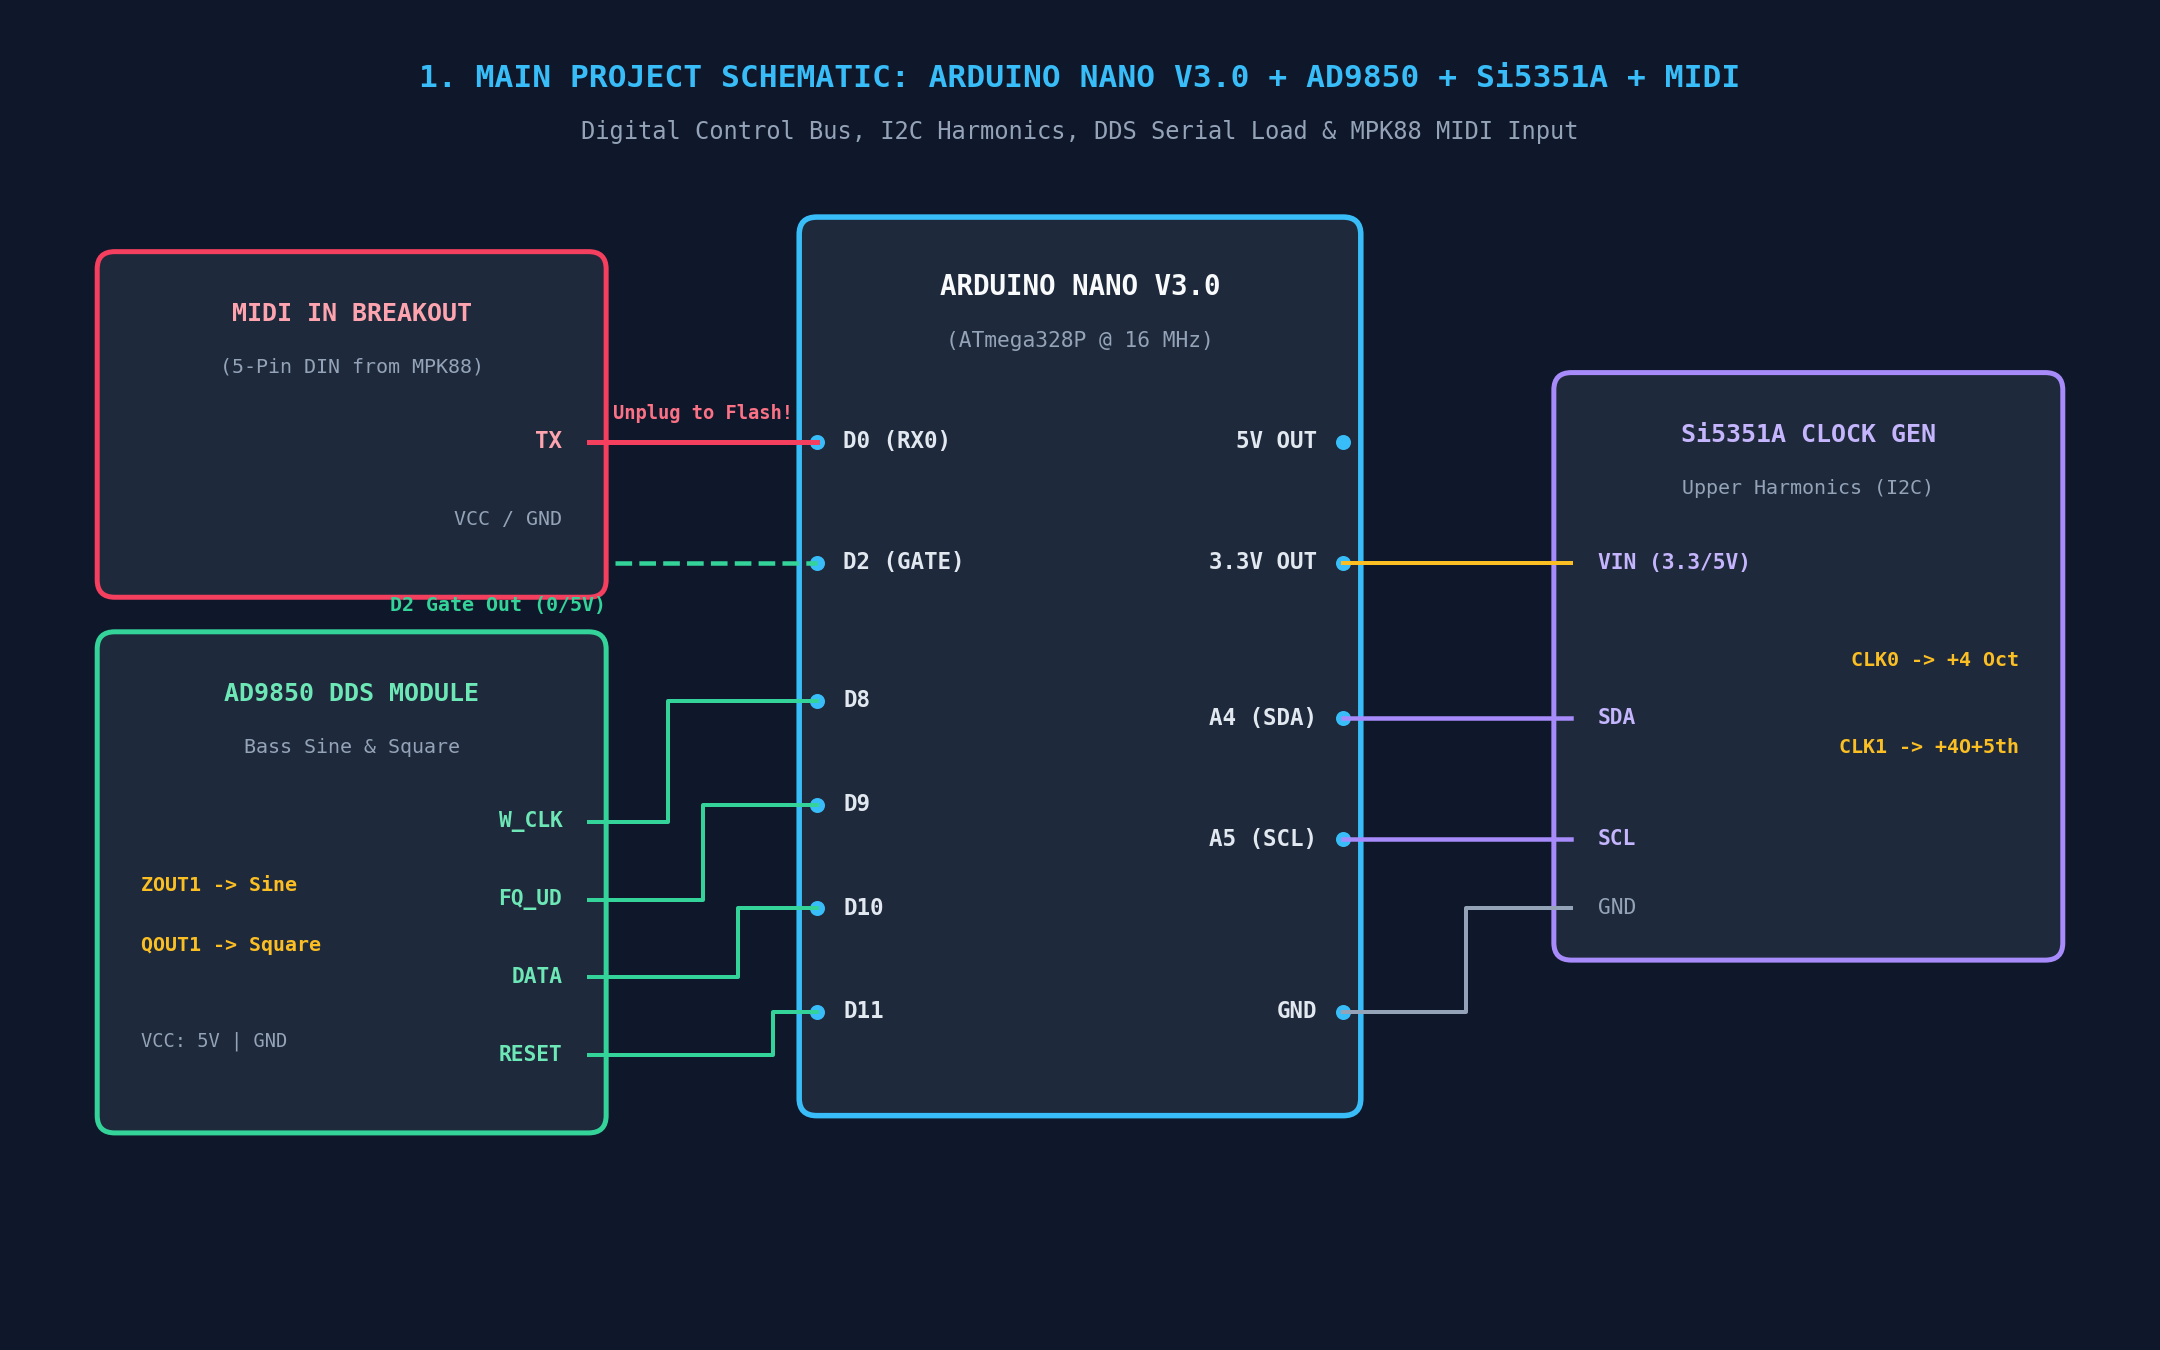 1. MAIN PROJECT SCHEMATIC: ARDUINO NANO V3.0 + AD9850 + Si5351A + MIDI
Digital Control Bus, I2C Harmonics, DDS Serial Load & MPK88 MIDI Input
MIDI IN BREAKOUT
(5-Pin DIN from MPK88)
TX
VCC / GND
Unplug to Flash!
D2 Gate Out (0/5V)
AD9850 DDS MODULE
Bass Sine & Square
W_CLK
ZOUT1 -> Sine
FQ_UD
QOUT1 -> Square
DATA
VCC: 5V | GND
RESET
ARDUINO NANO V3.0
(ATmega328P @ 16 MHz)
D0 (RX0)
5V OUT
D2 (GATE)
3.3V OUT
D8
A4 (SDA)
D9
A5 (SCL)
D10
D11
GND
Si5351A CLOCK GEN
Upper Harmonics (I2C)
VIN (3.3/5V)
CLK0 -> +4 Oct
SDA
CLK1 -> +4O+5th
SCL
GND